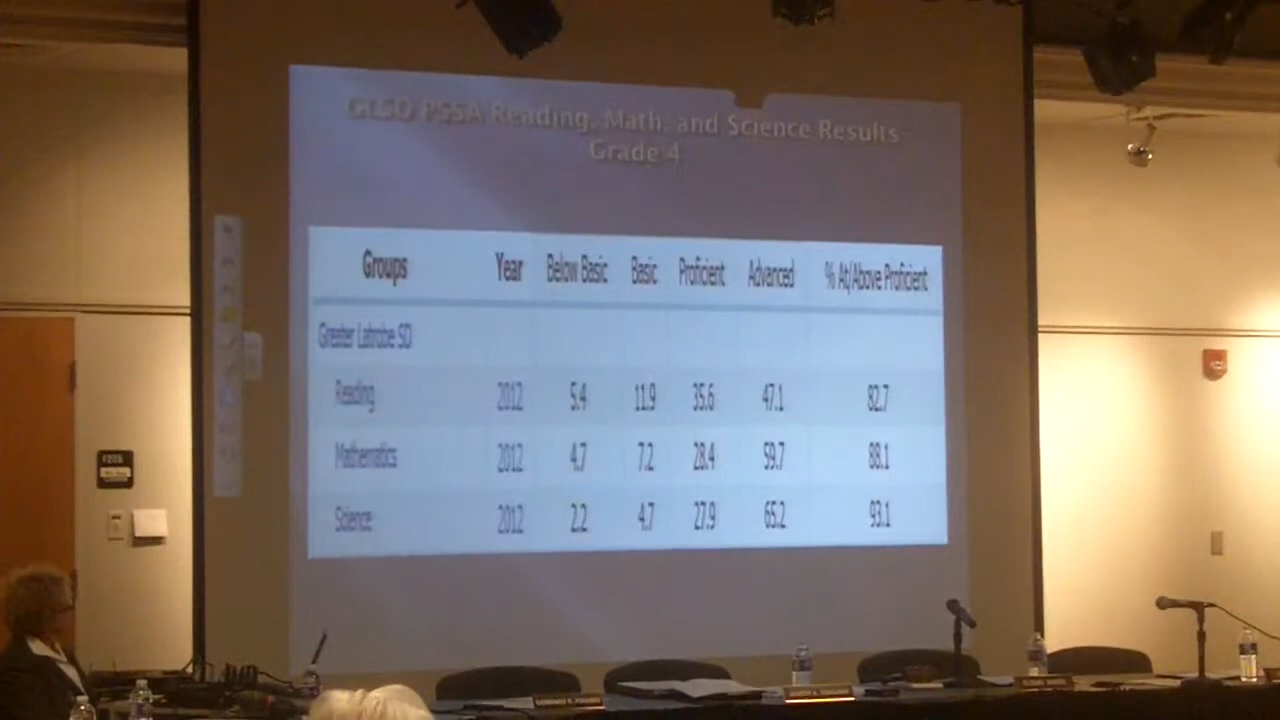 GLSD PSSA Reading, Math, and Science Results
Grade 4
Groups Year Below Basic Basic Proficient Advanced % At/Above Proficient
Greater Latrobe SD
Reading 2012 5.4 11.9 35.6 47.1 82.7
Mathematics 2012 4.7 7.2 28.4 59.7 88.1
Science 2012 2.2 4.7 27.9 65.2 93.1